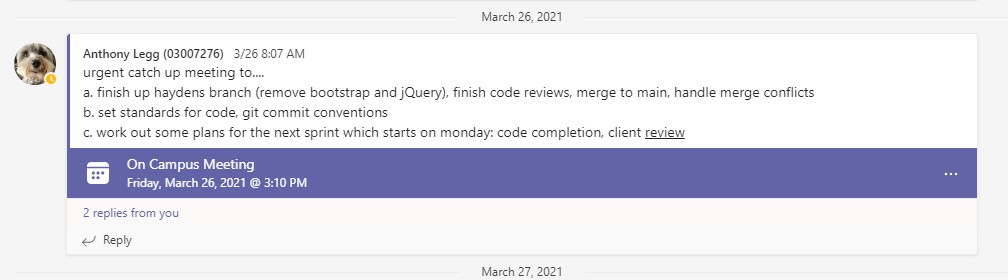 March 26, 2021
Anthony Legg (03007276) 3/26 8:07 AM
urgent catch up meeting to....
a. finish up haydens branch (remove bootstrap and jQuery), finish code reviews, merge to main, handle merge conflicts
b. set standards for code, git commit conventions
c. work out some plans for the next sprint which starts on monday: code completion, client review
On Campus Meeting
Friday, March 26, 2021 @ 3:10 PM
2 replies from you
Reply
March 27, 2021